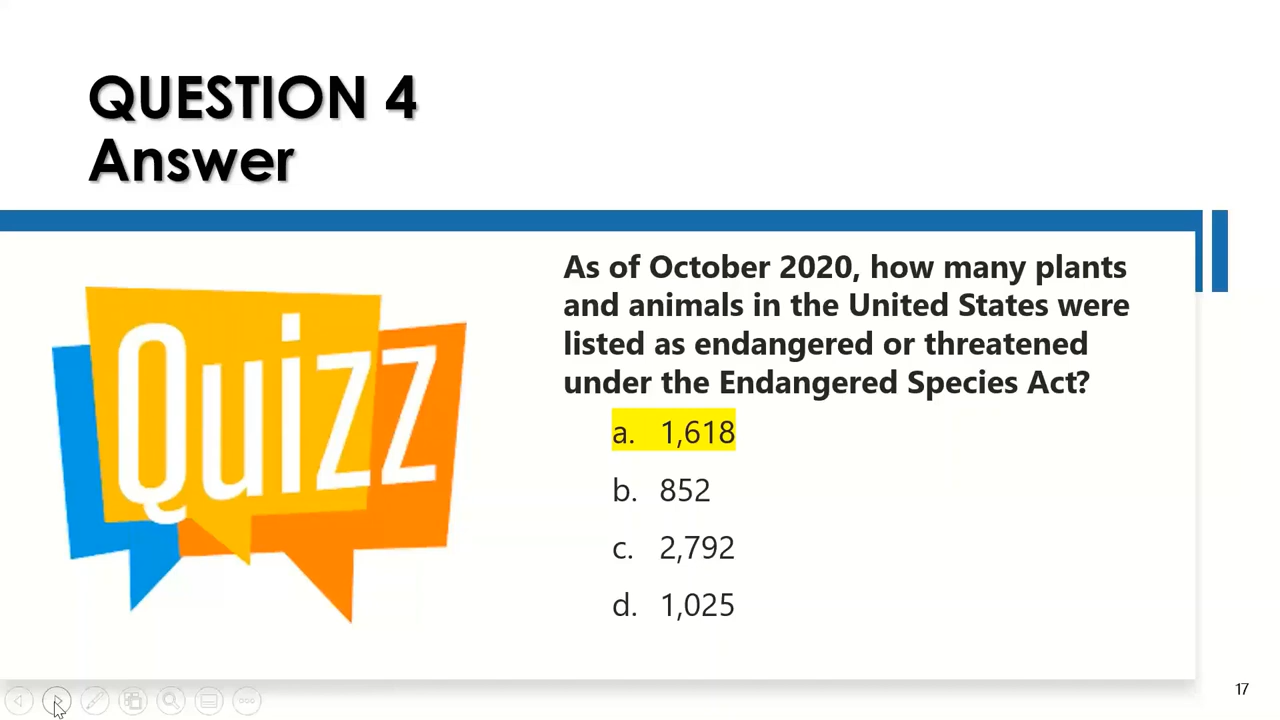 QUESTION 4
Answer
Quizz
As of October 2020, how many plants
and animals in the United States were
listed as endangered or threatened
under the Endangered Species Act?
a. 1,618
b. 852
c. 2,792
d. 1,025
17